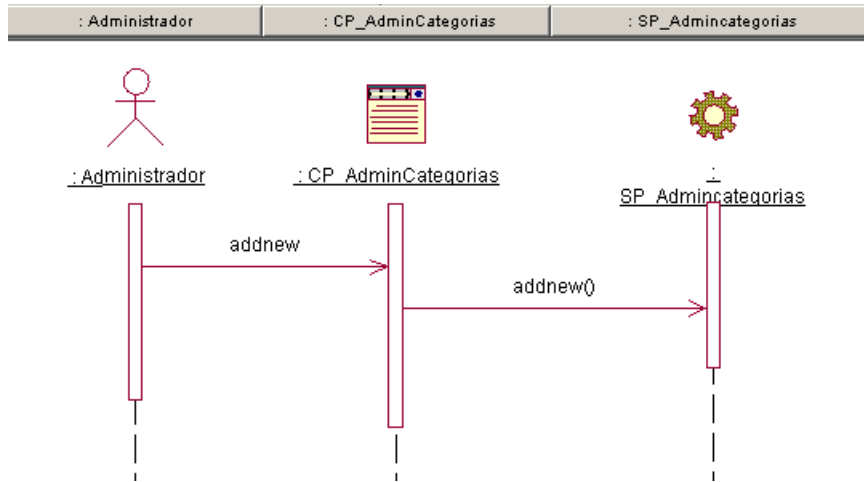 : Administrador
: CP_AdminCategorias
: SP_Admincategorias
: Administrador
: CP_AdminCategorias
:
SP_Admincategorias
addnew
addnew()